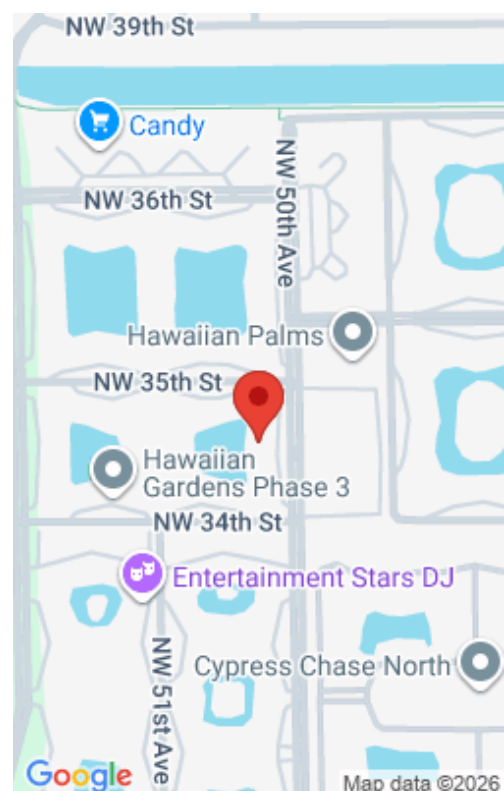 NW 39th St
Candy
NW 50th Ave
NW 36th St
Hawaiian Palms
NW 35th St
Hawaiian
Gardens Phase 3
NW 34th St
Entertainment Stars DJ
Cypress Chase North
NW 51st Ave
Google
Map data ©2026